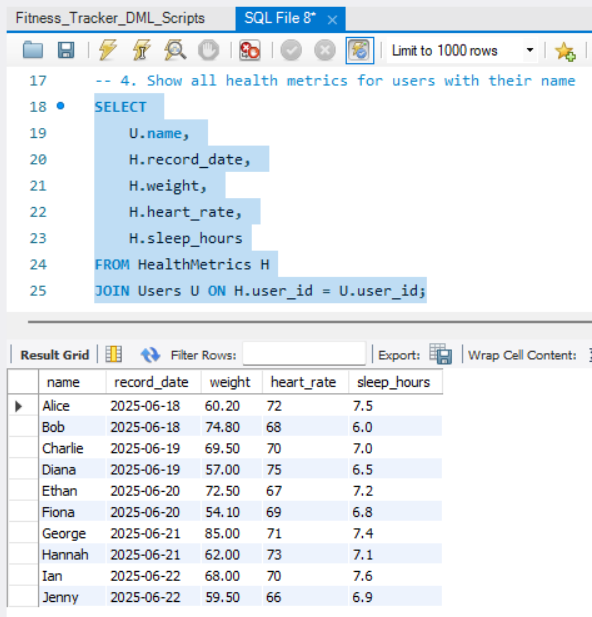 Fitness_Tracker_DML_Scripts SQL File 8* ×
Limit to 1000 rows
17 -- 4. Show all health metrics for users with their name
18 SELECT
19 U.name,
20 H.record_date,
21 H.weight,
22 H.heart_rate,
23 H.sleep_hours
24 FROM HealthMetrics H
25 JOIN Users U ON H.user_id = U.user_id;
Result Grid Filter Rows: Export: Wrap Cell Content:
name record_date weight heart_rate sleep_hours
Alice 2025-06-18 60.20 72 7.5
Bob 2025-06-18 74.80 68 6.0
Charlie 2025-06-19 69.50 70 7.0
Diana 2025-06-19 57.00 75 6.5
Ethan 2025-06-20 72.50 67 7.2
Fiona 2025-06-20 54.10 69 6.8
George 2025-06-21 85.00 71 7.4
Hannah 2025-06-21 62.00 73 7.1
Ian 2025-06-22 68.00 70 7.6
Jenny 2025-06-22 59.50 66 6.9